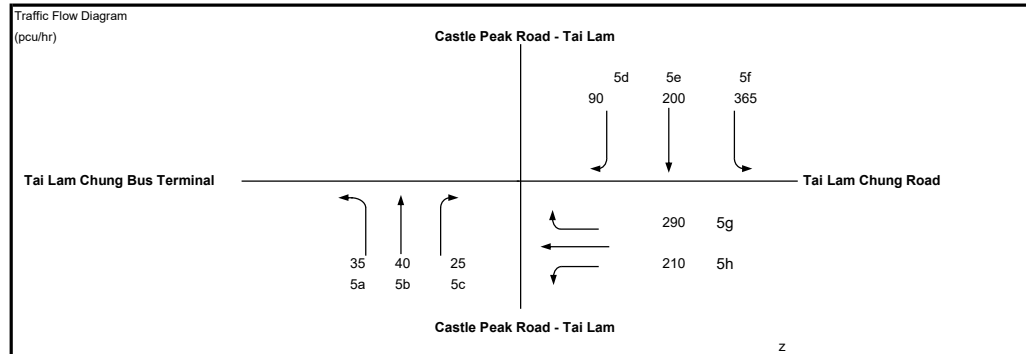 Traffic Flow Diagram
(pcu/hr)
Castle Peak Road - Tai Lam
5d 5e 5f
90 200 365
Tai Lam Chung Bus Terminal
Tai Lam Chung Road
290 5g
35 40 25
210 5h
5a 5b 5c
Castle Peak Road - Tai Lam
z